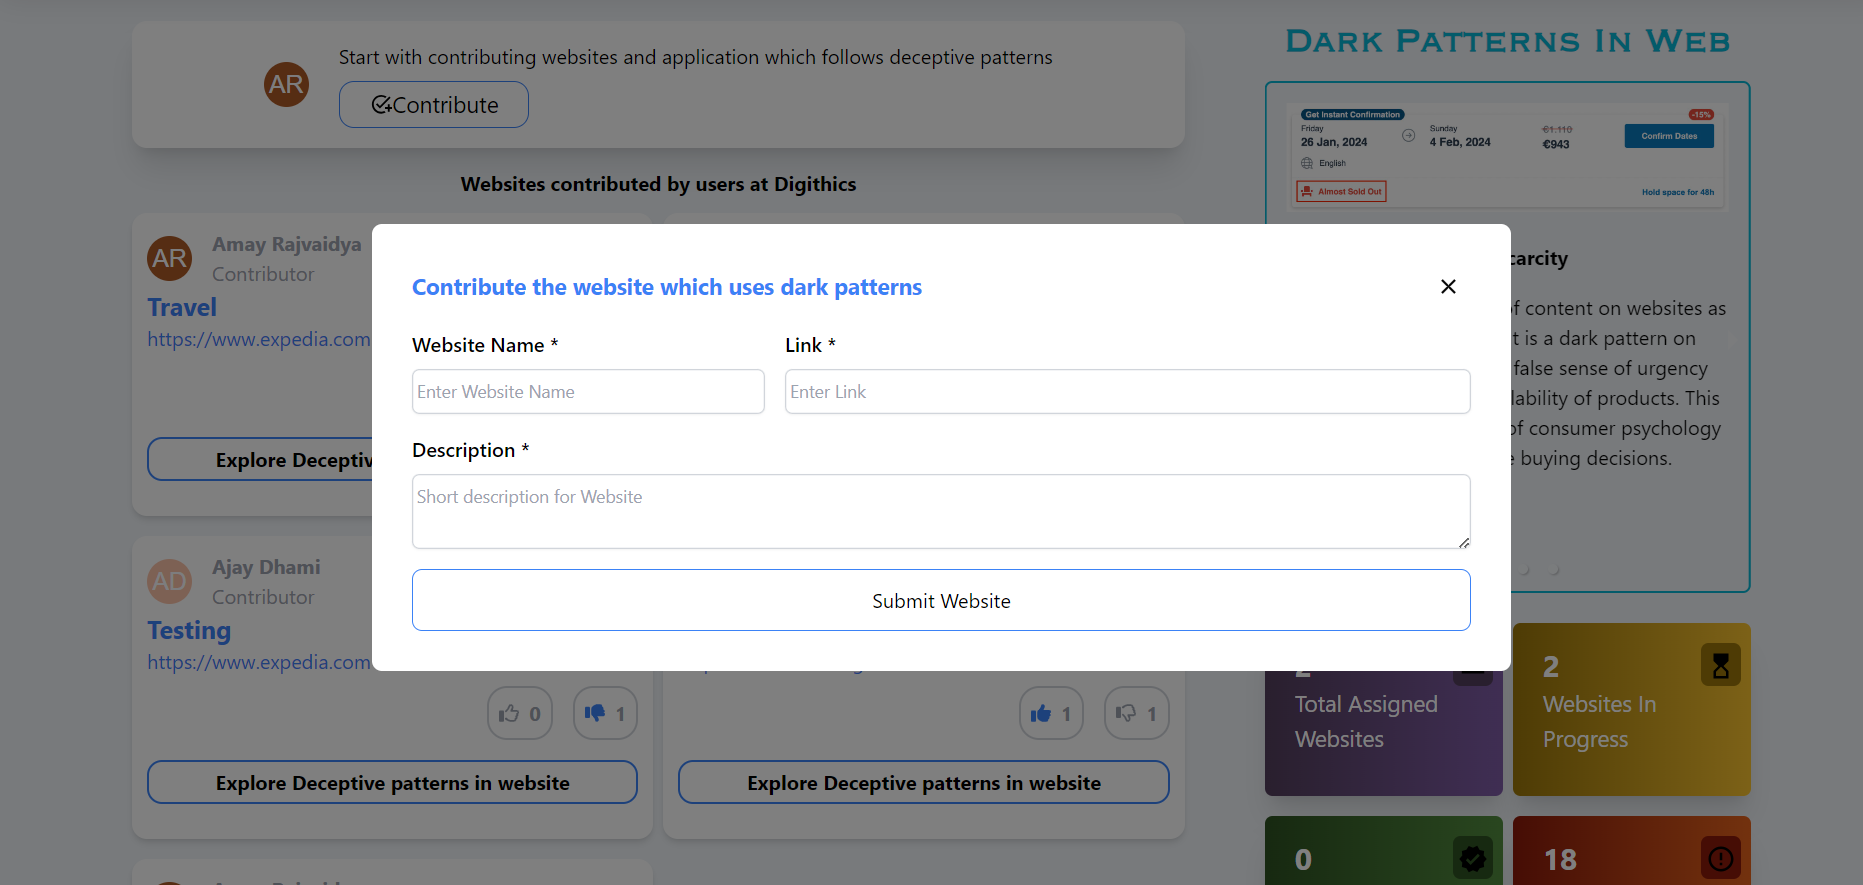 Start with contributing websites and application which follows deceptive patterns
AR
Contribute
Websites contributed by users at Digithics
AR
Amay Rajvaidya
Contributor
Travel
https://www.expedia.com
Explore Deceptiv
AD
Ajay Dhami
Contributor
Testing
https://www.expedia.com
0
1
Explore Deceptive patterns in website
1
1
Explore Deceptive patterns in website
Contribute the website which uses dark patterns
Website Name *
Link *
Enter Website Name
Enter Link
Description *
Short description for Website
Submit Website
DARK PATTERNS IN WEB
Get Instant Confirmation
-15%
Friday
Sunday
€1.110
26 Jan, 2024
4 Feb, 2024
€943
Confirm Dates
English
Almost Sold Out
Hold space for 48h
carcity
of content on websites as
t is a dark pattern on
false sense of urgency
lability of products. This
of consumer psychology
e buying decisions.
2
Total Assigned
Websites
2
Websites In
Progress
0
18